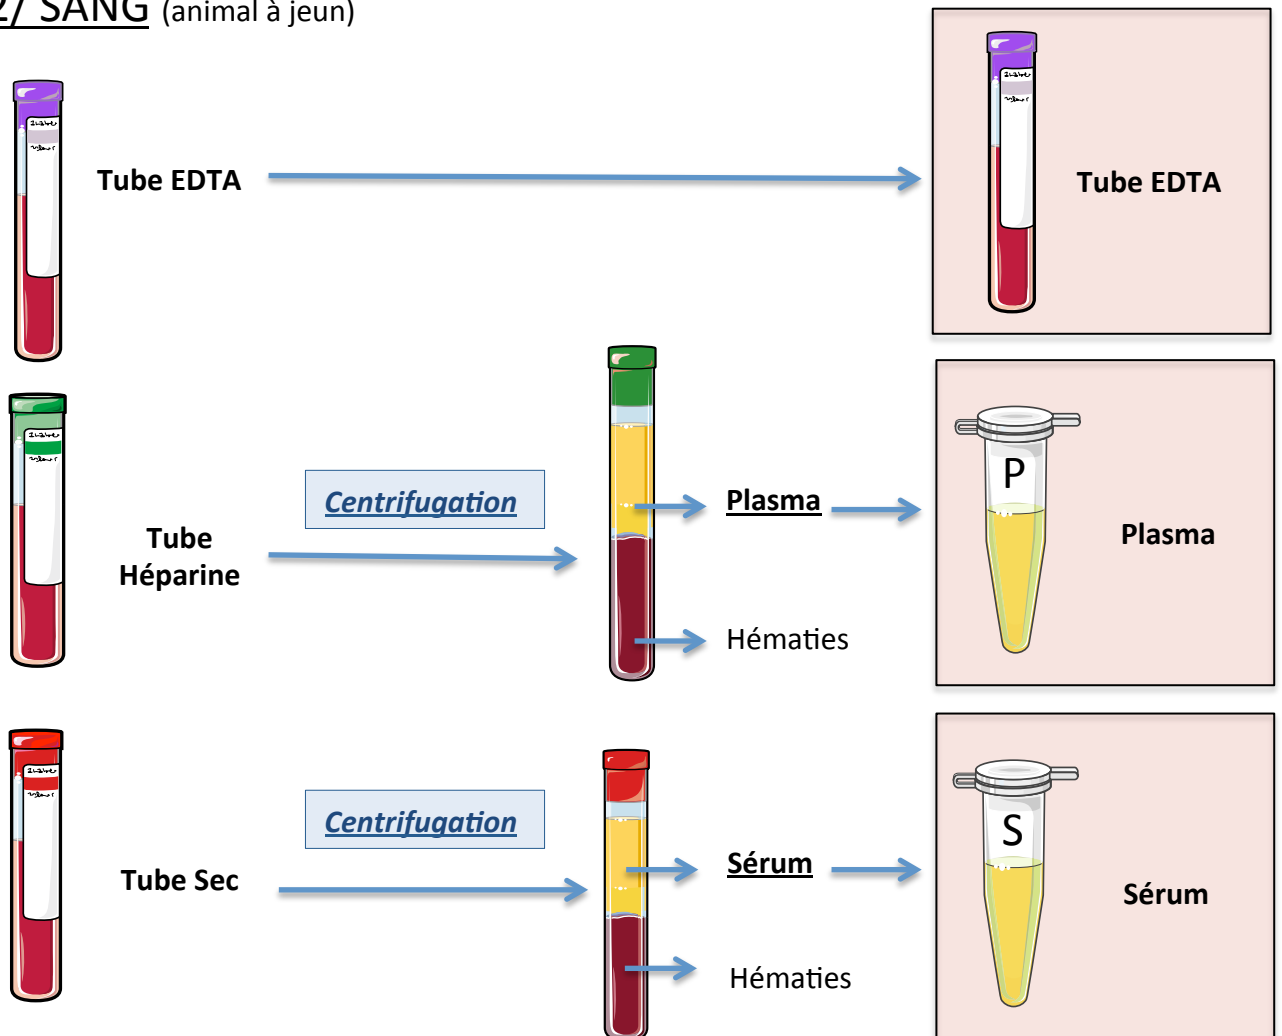 2/ SANG (animal à jeun)
Tube EDTA
Tube EDTA
Centrifugation
Tube
Héparine
Plasma
Hématies
P
Plasma
Centrifugation
Tube Sec
Sérum
Hématies
S
Sérum